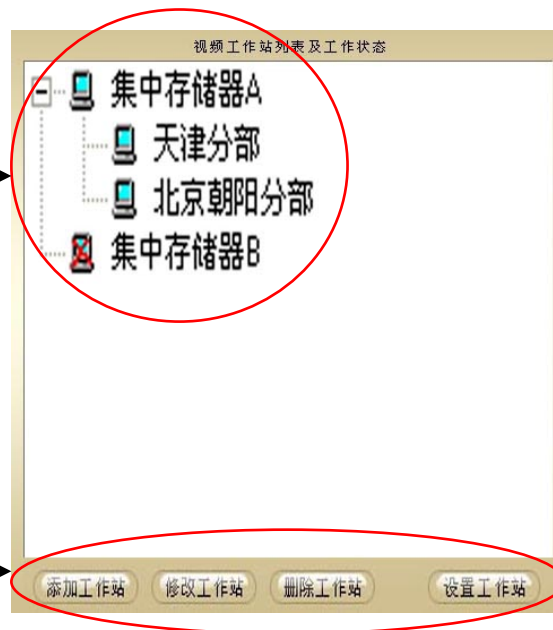 视频工作站列表及工作状态
集中存储器A
天津分部
北京朝阳分部
集中存储器B
添加工作站 修改工作站 删除工作站 设置工作站